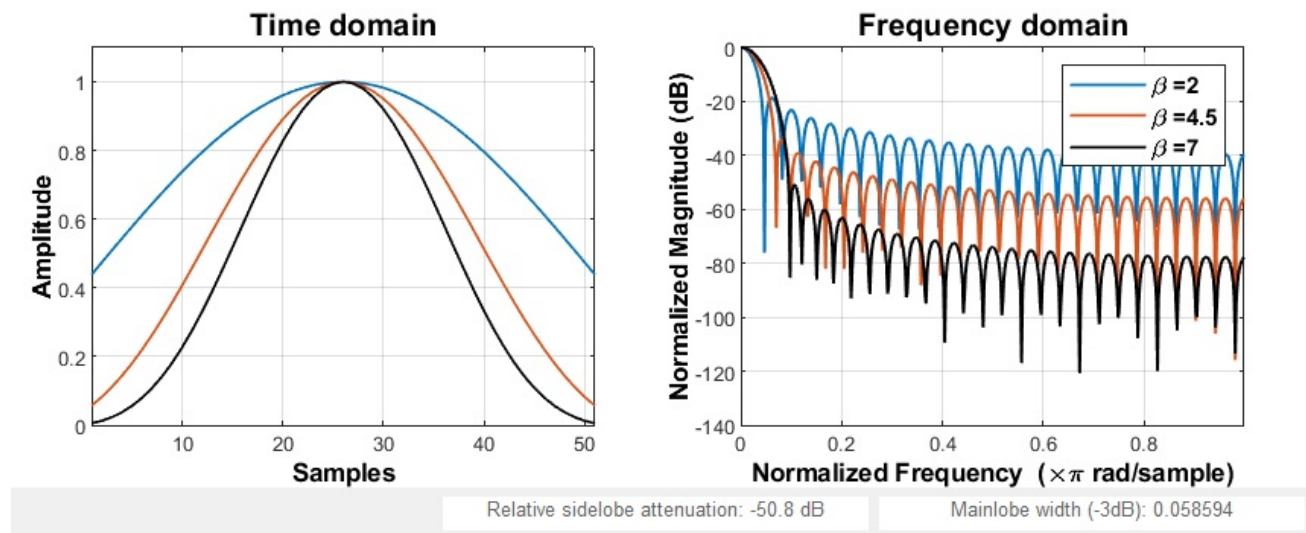 Time domain
Amplitude
1
0.8
0.6
0.4
0.2
0
10
20
30
40
50
Samples
Frequency domain
Normalized Magnitude (dB)
0
-20
-40
-60
-80
-100
-120
-140
β =2
β =4.5
β =7
0
0.2
0.4
0.6
0.8
Normalized Frequency (×π rad/sample)
Relative sidelobe attenuation: -50.8 dB
Mainlobe width (-3dB): 0.058594